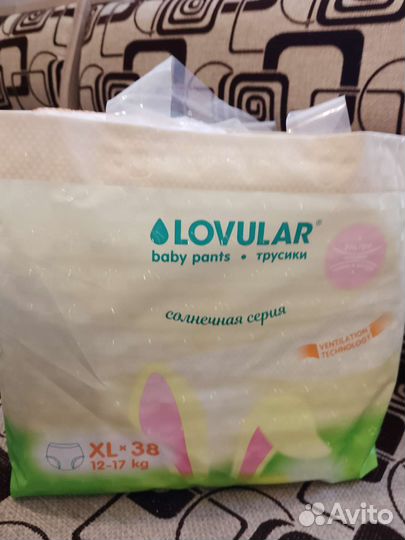 LOVULAR®
baby pants • трусики
солнечная серия
VENTILATION
TECHNOLOGY
XL × 38
12-17 kg
Avito